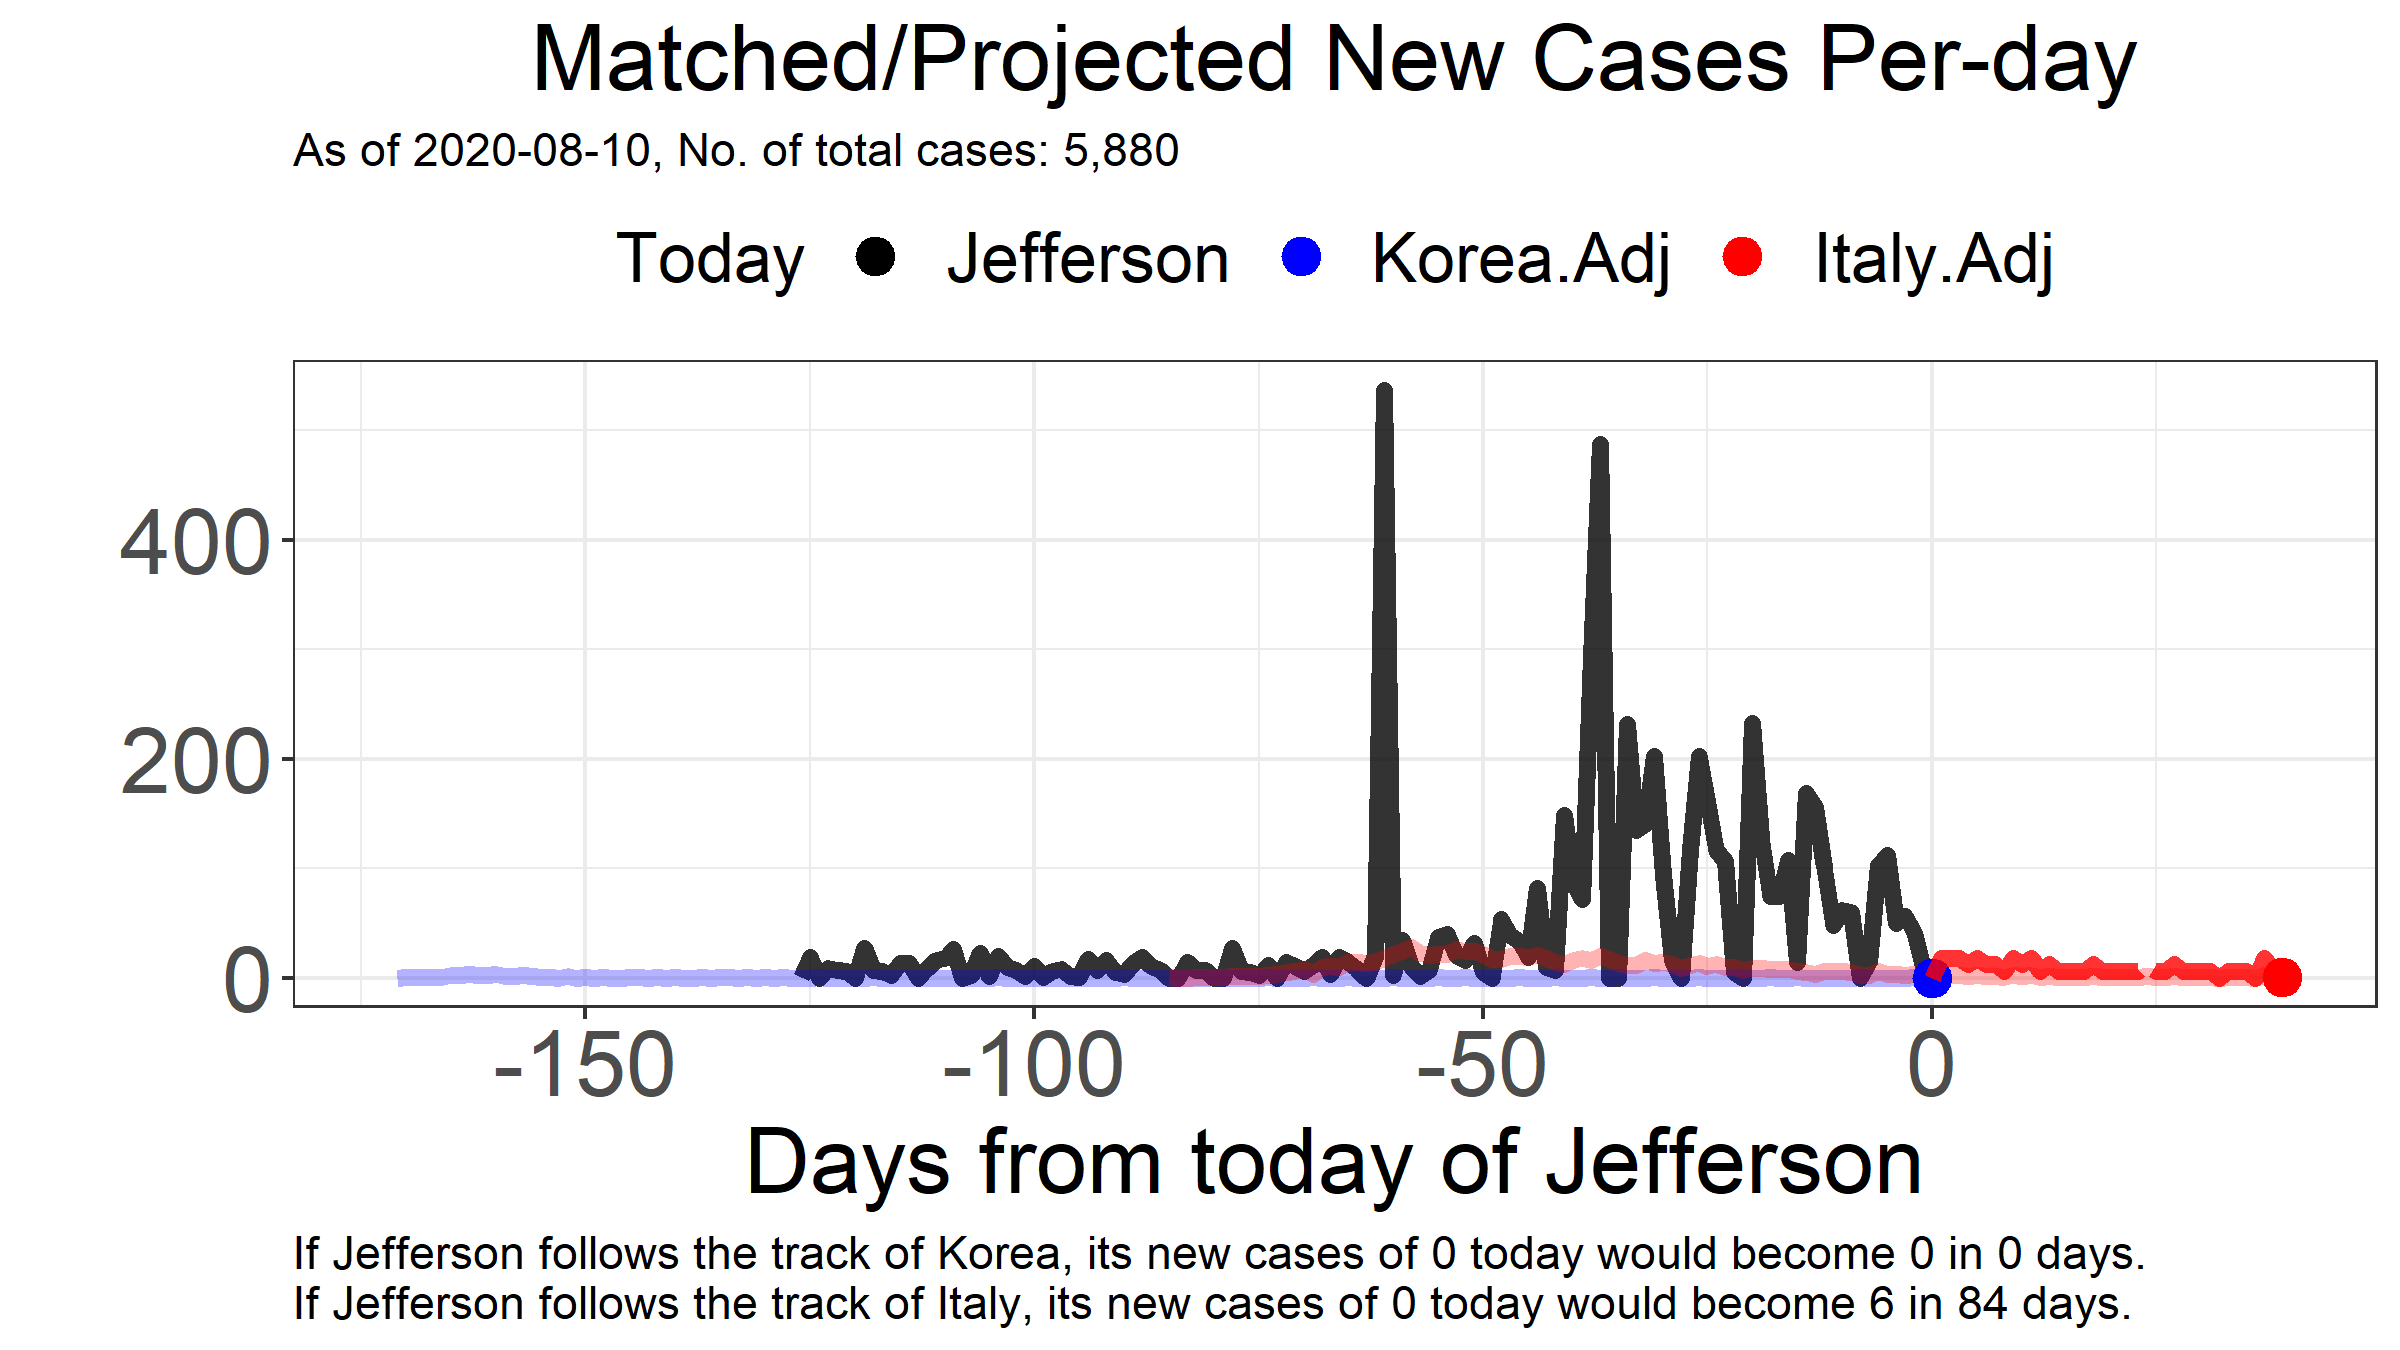 Matched/Projected New Cases Per-day
As of 2020-08-10, No. of total cases: 5,880
Today Jefferson Korea.Adj Italy.Adj
400
200
0
-150 -100 -50 0
Days from today of Jefferson
If Jefferson follows the track of Korea, its new cases of 0 today would become 0 in 0 days.
If Jefferson follows the track of Italy, its new cases of 0 today would become 6 in 84 days.